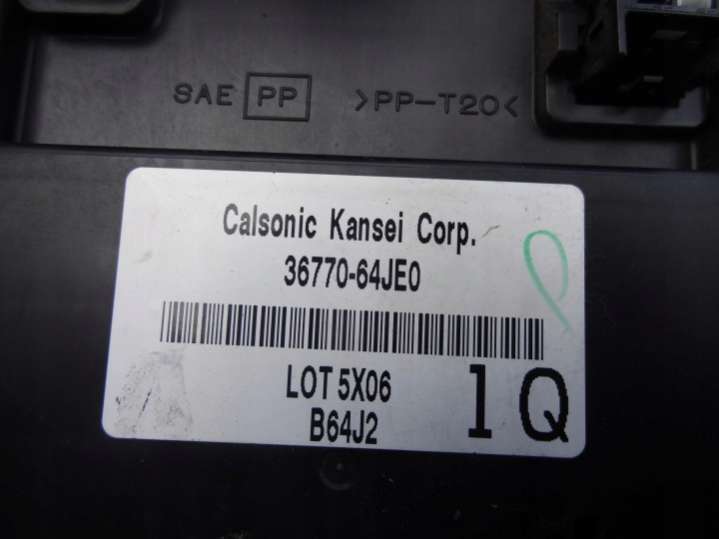 SAE PP >PP-T20<
Calsonic Kansei Corp.
36770-64JE0
LOT 5X06
B64J2
1Q